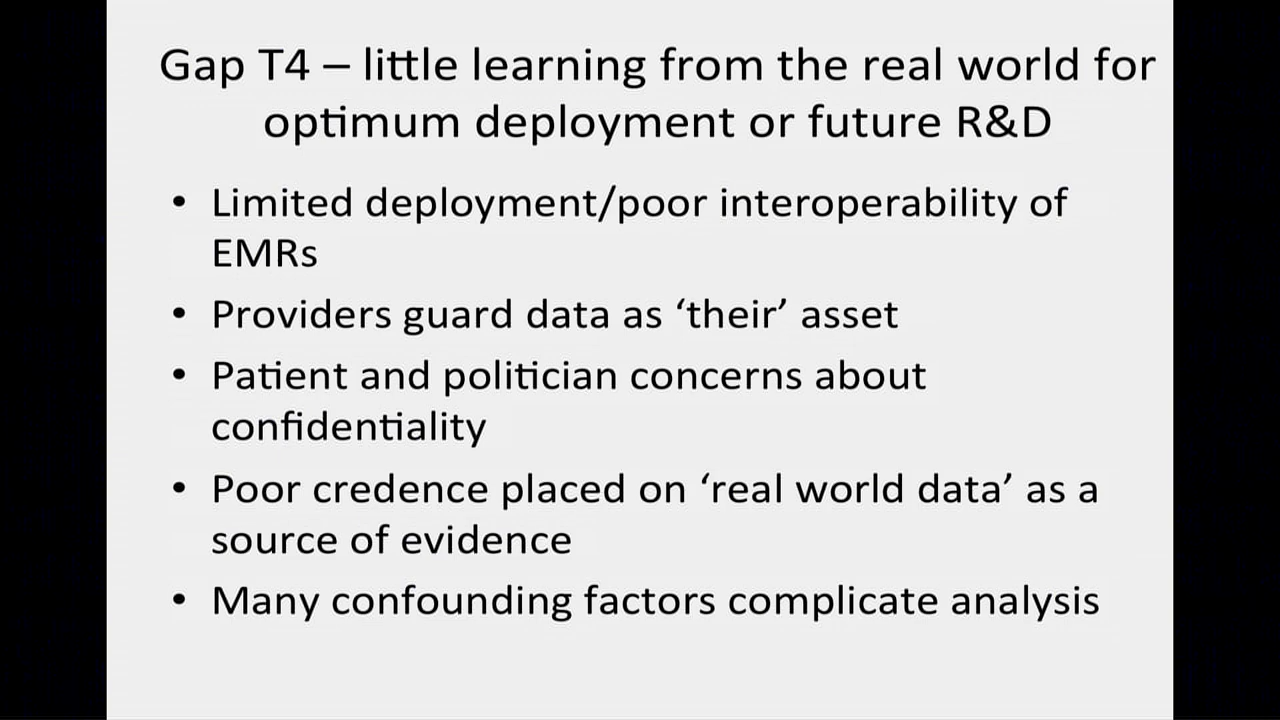 Gap T4 – little learning from the real world for
optimum deployment or future R&D
• Limited deployment/poor interoperability of
EMRs
• Providers guard data as ‘their’ asset
• Patient and politician concerns about
confidentiality
• Poor credence placed on ‘real world data’ as a
source of evidence
• Many confounding factors complicate analysis